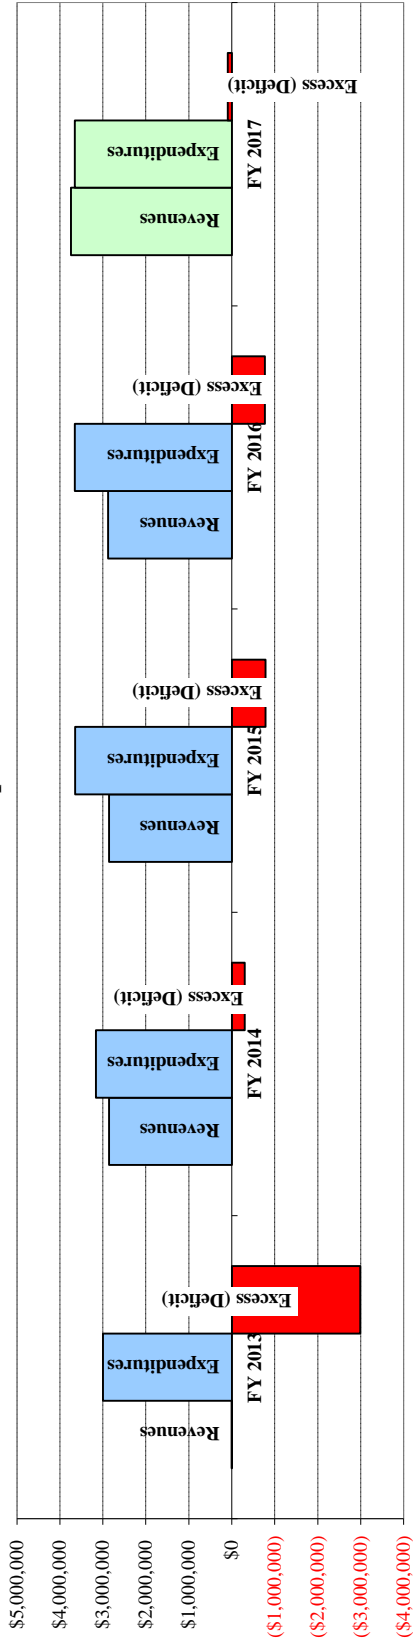 $5,000,000
$4,000,000
$3,000,000
$2,000,000
$1,000,000
$0
($1,000,000)
($2,000,000)
($3,000,000)
($4,000,000)
Revenues
Expenditures
Excess (Deficit)
FY 2013
Revenues
Expenditures
Excess (Deficit)
FY 2014
Revenues
Expenditures
Excess (Deficit)
FY 2015
Revenues
Expenditures
Excess (Deficit)
FY 2016
Revenues
Expenditures
Excess (Deficit)
FY 2017